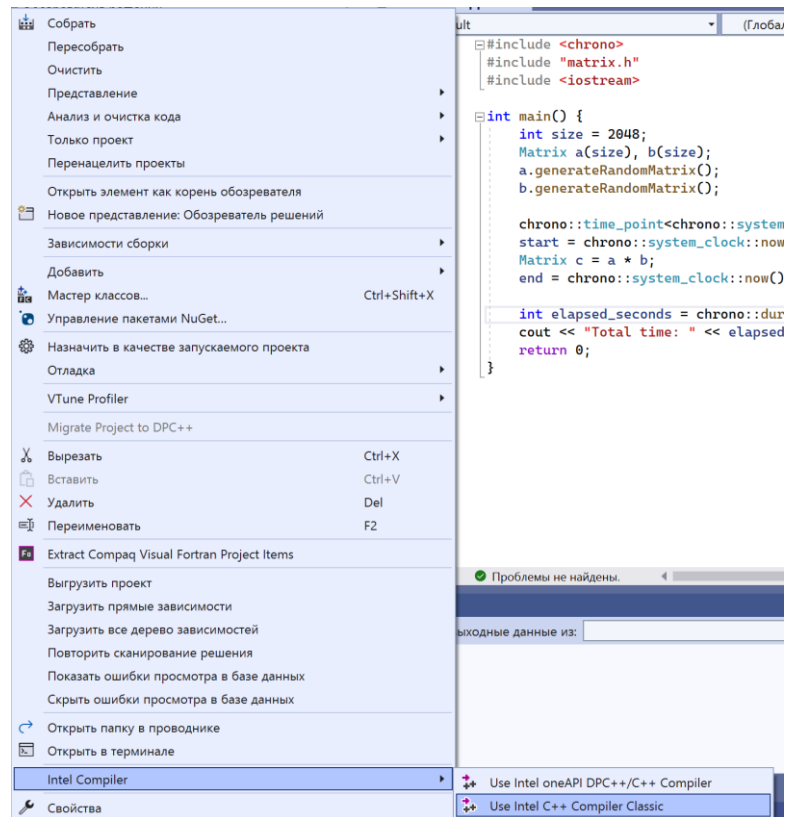 Собрать
Пересобрать
Очистить
Представление
Анализ и очистка кода
Только проект
Перенацелить проекты
Открыть элемент как корень обозревателя
Новое представление: Обозреватель решений
Зависимости сборки
Добавить
Мастер классов... Ctrl+Shift+X
Управление пакетами NuGet...
Назначить в качестве запускаемого проекта
Отладка
VTune Profiler
Migrate Project to DPC++
Вырезать Ctrl+X
Вставить Ctrl+V
Удалить Del
Переименовать F2
Extract Compaq Visual Fortran Project Items
Выгрузить проект
Загрузить прямые зависимости
Загрузить все дерево зависимостей
Повторить сканирование решения
Показать ошибки просмотра в базе данных
Скрыть ошибки просмотра в базе данных
Открыть папку в проводнике
Открыть в терминале
Intel Compiler
Свойства
Use Intel oneAPI DPC++/C++ Compiler
Use Intel C++ Compiler Classic
ult (Глобал
#include <chrono>
#include "matrix.h"
#include <iostream>
int main() {
int size = 2048;
Matrix a(size), b(size);
a.generateRandomMatrix();
b.generateRandomMatrix();
chrono::time_point<chrono::system
start = chrono::system_clock::now
Matrix c = a * b;
end = chrono::system_clock::now()
int elapsed_seconds = chrono::dur
cout << "Total time: " << elapsed
return 0;
}
Проблемы не найдены.
ыходные данные из: